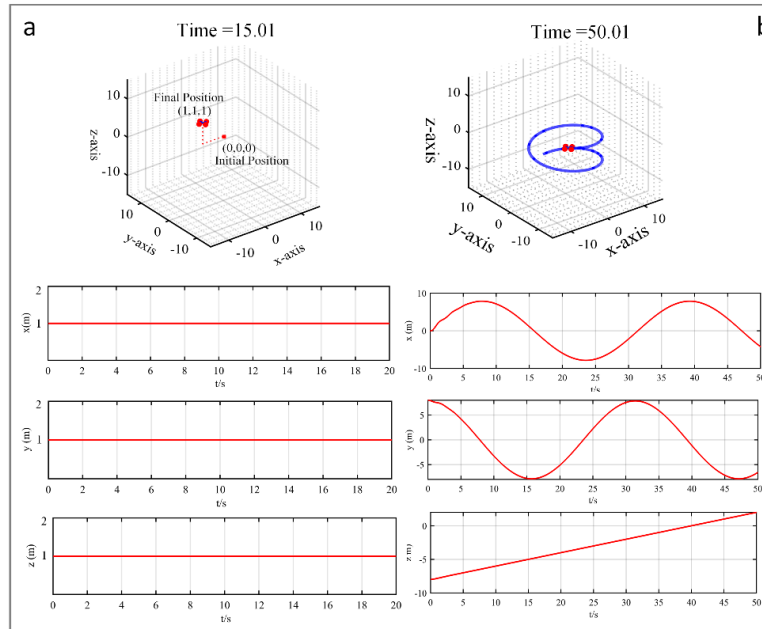 a
Time =15.01
10
0
-10
z-axis
Final Position
(1,1,1)
(0,0,0)
Initial Position
10
0
-10
y-axis
-10
0
10
x-axis
b
Time =50.01
10
0
-10
z-axis
10
0
-10
y-axis
-10
0
10
x-axis
2
1
x(m)
0 2 4 6 8 10 12 14 16 18 20
t/s
2
1
y (m)
0 2 4 6 8 10 12 14 16 18 20
t/s
2
1
z (m)
0 2 4 6 8 10 12 14 16 18 20
t/s
10
0
-10
x (m)
0 5 10 15 20 25 30 35 40 45 50
t/s
5
0
-5
y (m)
0 5 10 15 20 25 30 35 40 45 50
t/s
0
-5
-10
z m)
0 5 10 15 20 25 30 35 40 45 50
t/s